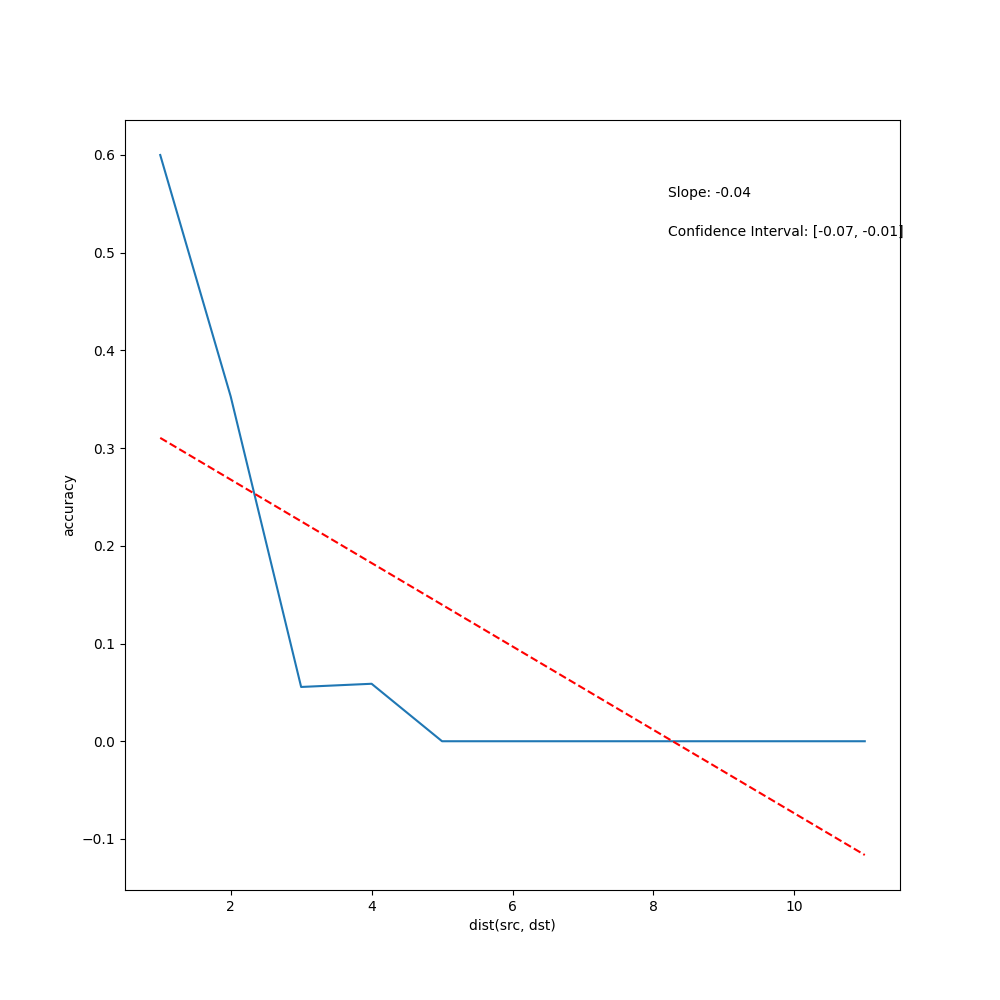 Slope: -0.04
Confidence Interval: [-0.07, -0.01]
0.6
0.5
0.4
0.3
0.2
0.1
0.0
−0.1
accuracy
2 4 6 8 10
dist(src, dst)